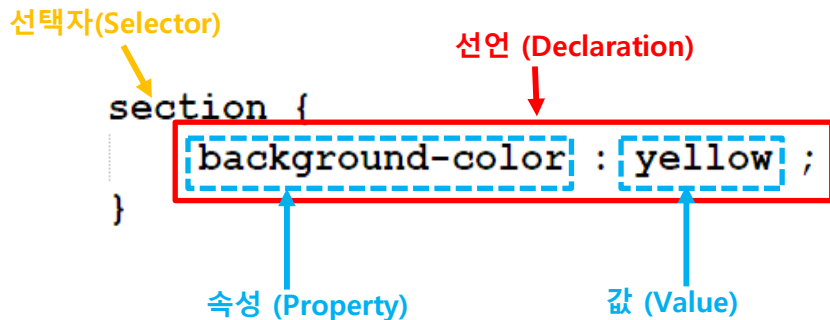 선택자(Selector)
선언 (Declaration)
section {
background-color : yellow ;
}
속성 (Property)
값 (Value)